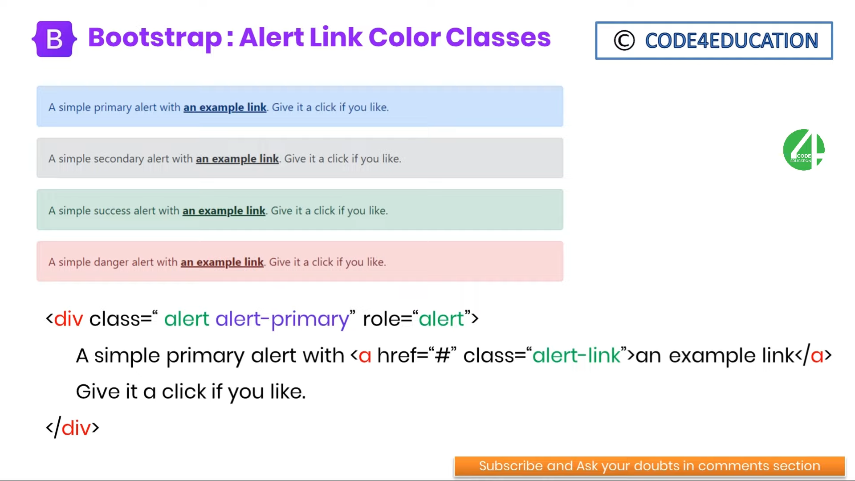 B
Bootstrap : Alert Link Color Classes
© CODE4EDUCATION
A simple primary alert with an example link. Give it a click if you like.
A simple secondary alert with an example link. Give it a click if you like.
4
CODE
A simple success alert with an example link. Give it a click if you like.
A simple danger alert with an example link. Give it a click if you like.
<div class=“ alert alert-primary” role=“alert”>
A simple primary alert with <a href=“#” class=“alert-link”>an example link</a>
Give it a click if you like.
</div>
Subscribe and Ask your doubts in comments section